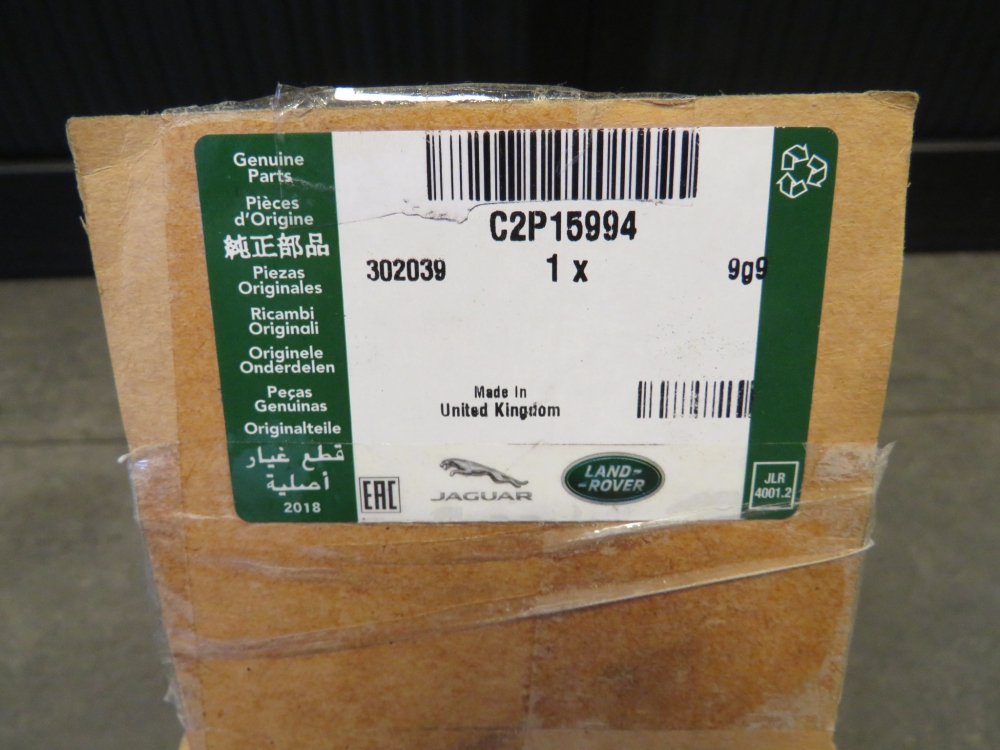 Genuine
Parts
Pièces
d'Origine
純正部品
Piezas
Originales
Ricambi
Originali
Originele
Onderdelen
Peças
Genuinas
Originalteile
قطع غيار
أصلية
2018
C2P15994
302039 1 x 9g9
Made In
United Kingdom
EAC
JAGUAR
LAND-
-ROVER
JLR
4001.2